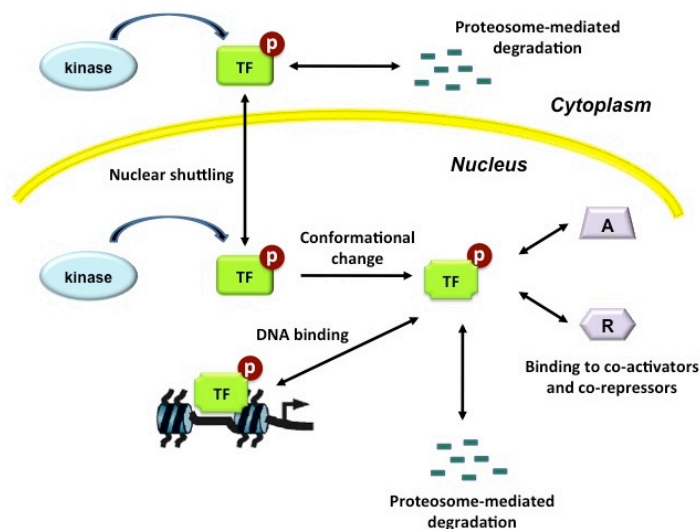 Proteosome-mediated
degradation
p
kinase
TF
Cytoplasm
Nucleus
Nuclear shuttling
A
p
Conformational
change
p
kinase
TF
TF
R
DNA binding
p
TF
Binding to co-activators
and co-repressors
Proteosome-mediated
degradation